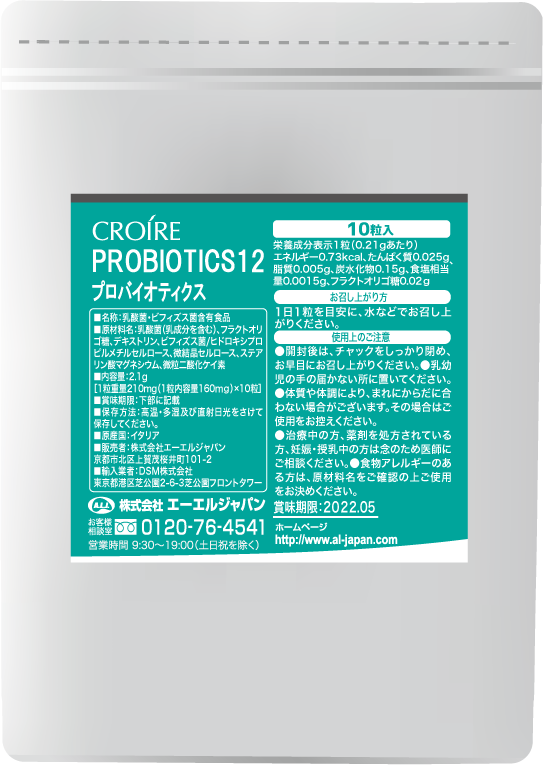 CROIRE
PROBIOTICS12
プロバイオティクス
■名称:乳酸菌・ビフィズス菌含有食品
■原材料名:乳酸菌(乳成分を含む)、フラクトオリ
ゴ糖、デキストリン、ビフィズス菌/ヒドロキシプロ
ピルメチルセルロース、微結晶セルロース、ステア
リン酸マグネシウム、微粒二酸化ケイ素
■内容量:2.1g
[1粒重量210mg(1粒内容量160mg)×10粒]
■賞味期限:下部に記載
■保存方法:高温・多湿及び直射日光をさけて
保存してください。
■原産国:イタリア
■販売者:株式会社エーエルジャパン
京都市北区上賀茂桜井町101-2
■輸入業者:DSM株式会社
東京都港区芝公園2-6-3芝公園フロントタワー
A.L.J. 株式会社 エーエルジャパン
お客様
相談室 0120-76-4541
営業時間 9:30〜19:00(土日祝を除く)
10粒入
栄養成分表示1粒(0.21gあたり)
エネルギー0.73kcal、たんぱく質0.025g、
脂質0.005g、炭水化物0.15g、食塩相当
量0.0015g、フラクトオリゴ糖0.02g
お召し上がり方
1日1粒を目安に、水などでお召し上
がりください。
使用上のご注意
●開封後は、チャックをしっかり閉め、
お早目にお召し上がりください。●乳幼
児の手の届かない所に置いてください。
●体質や体調により、まれにからだに合
わない場合がございます。その場合はご
使用をお控えください。
●治療中の方、薬剤を処方されている
方、妊娠・授乳中の方は念のため医師に
ご相談ください。●食物アレルギーのあ
る方は、原材料名をご確認の上ご使用
をお決めください。
賞味期限:2022.05
ホームページ
http://www.al-japan.com